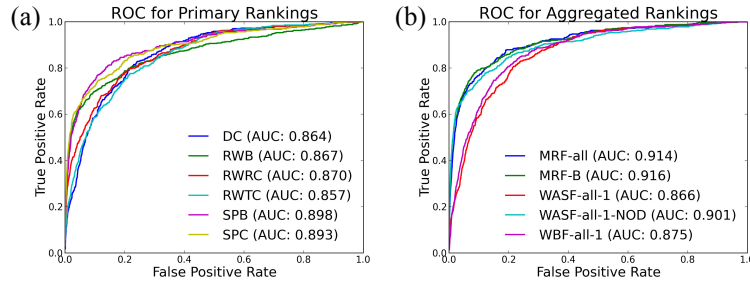 (a)
ROC for Primary Rankings
1.0
0.8
0.6
0.4
0.2
0.0
True Positive Rate
DC (AUC: 0.864)
RWB (AUC: 0.867)
RWRC (AUC: 0.870)
RWTC (AUC: 0.857)
SPB (AUC: 0.898)
SPC (AUC: 0.893)
0.0 0.2 0.4 0.6 0.8 1.0
False Positive Rate
(b)
ROC for Aggregated Rankings
1.0
0.8
0.6
0.4
0.2
0.0
True Positive Rate
MRF-all (AUC: 0.914)
MRF-B (AUC: 0.916)
WASF-all-1 (AUC: 0.866)
WASF-all-1-NOD (AUC: 0.901)
WBF-all-1 (AUC: 0.875)
0.0 0.2 0.4 0.6 0.8 1.0
False Positive Rate